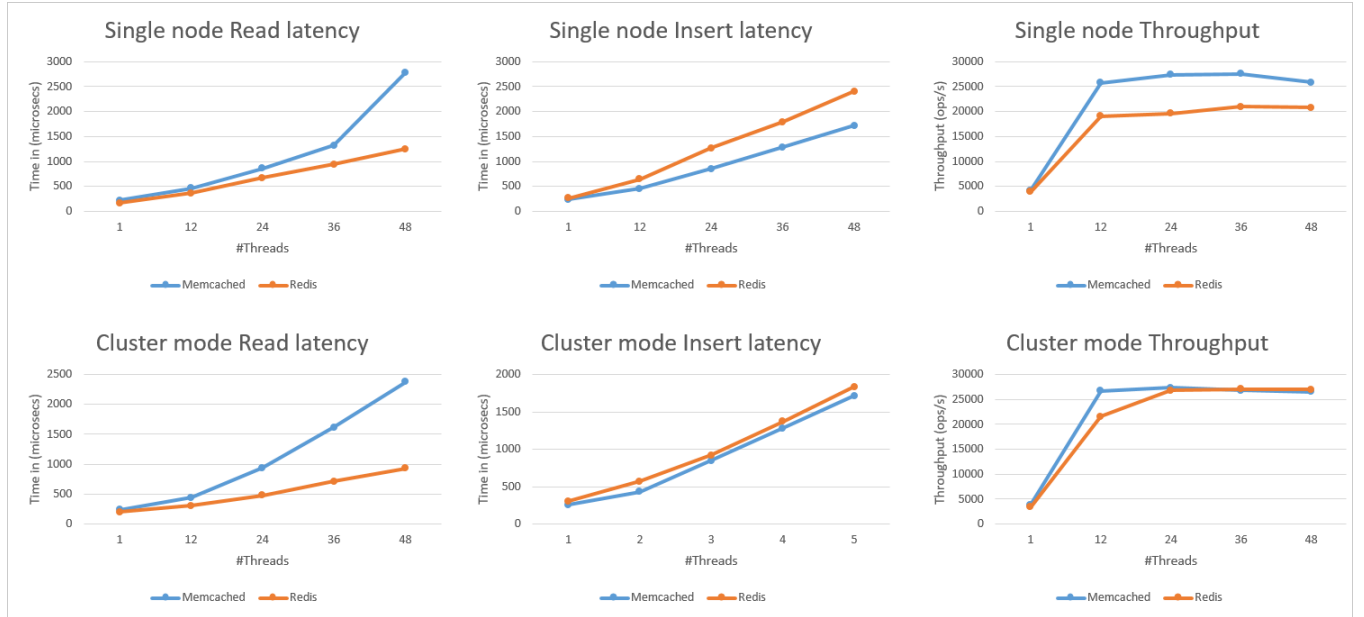 Single node Read latency
Time in (microsecs)
3000
2500
2000
1500
1000
500
0
1 12 24 36 48
#Threads
Memcached Redis
Single node Insert latency
Time in (microsecs)
3000
2500
2000
1500
1000
500
0
1 12 24 36 48
#Threads
Memcached Redis
Single node Throughput
Throughput (ops/s)
30000
25000
20000
15000
10000
5000
0
1 12 24 36 48
#Threads
Memcached Redis
Cluster mode Read latency
Time in (microsecs)
2500
2000
1500
1000
500
0
1 12 24 36 48
#Threads
Memcached Redis
Cluster mode Insert latency
Time in (microsecs)
2000
1500
1000
500
0
1 2 3 4 5
#Threads
Memcached Redis
Cluster mode Throughput
Throughput (ops/s)
30000
25000
20000
15000
10000
5000
0
1 12 24 36 48
#Threads
Memcached Redis